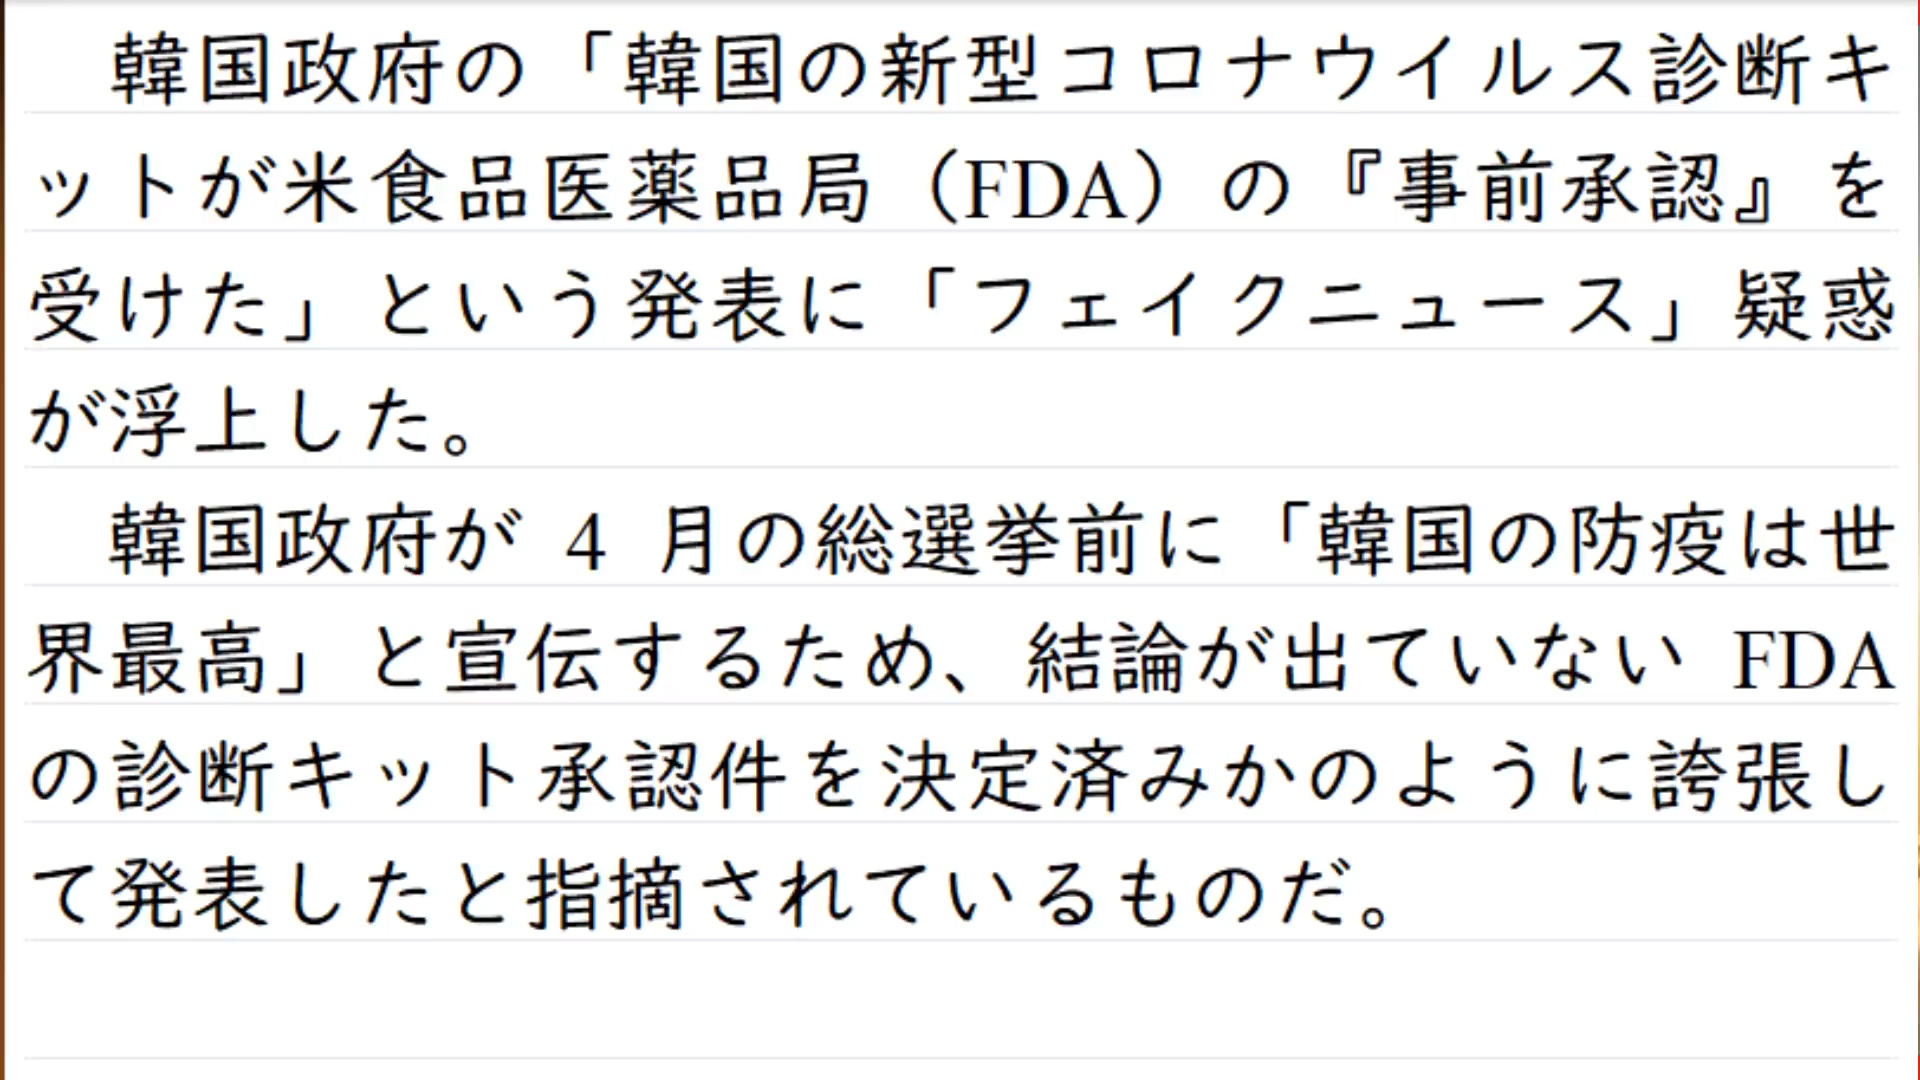 韓国政府の「韓国の新型コロナウイルス診断キ
ットが米食品医薬品局（FDA）の『事前承認』を
受けた」という発表に「フェイクニュース」疑惑
が浮上した。
韓国政府が 4 月の総選挙前に「韓国の防疫は世
界最高」と宣伝するため、結論が出ていない FDA
の診断キット承認件を決定済みかのように誇張し
て発表したと指摘されているものだ。